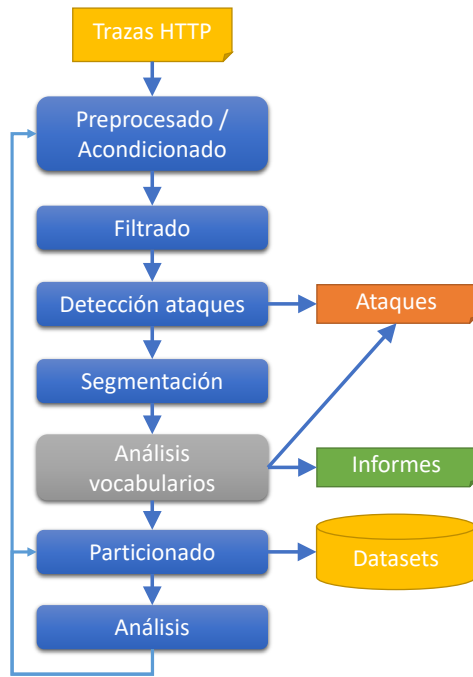 Trazas HTTP
Preprocesado /
Acondicionado
Filtrado
Detección ataques
Ataques
Segmentación
Análisis
vocabularios
Informes
Particionado
Datasets
Análisis